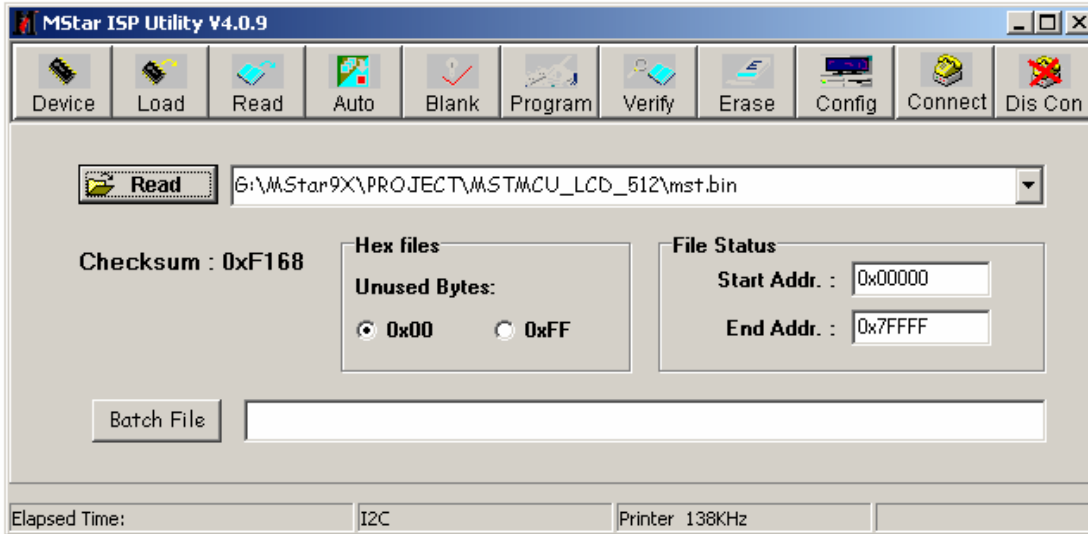 MStar ISP Utility V4.0.9
Device Load Read Auto Blank Program Verify Erase Config Connect Dis Con
Read G:\MStar9X\PROJECT\MSTMCU_LCD_512\mst.bin
Checksum : 0xF168
Hex files
Unused Bytes:
0x00 0xFF
File Status
Start Addr. : 0x00000
End Addr. : 0x7FFFF
Batch File
Elapsed Time: I2C Printer 138KHz